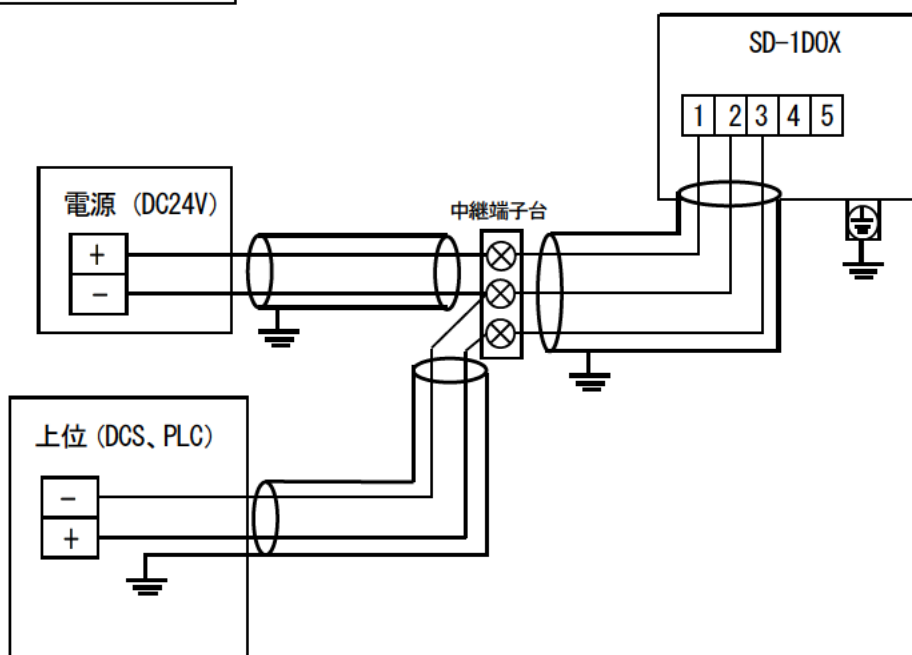 SD-1DOX
1 2 3 4 5
電源 (DC24V)
+
-
中継端子台
上位 (DCS、PLC)
-
+